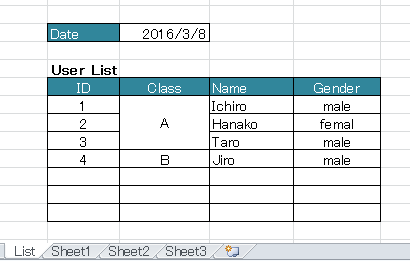 Date 2016/3/8
User List
ID Class Name Gender
1 Ichiro male
2 A Hanako femal
3 Taro male
4 B Jiro male
List Sheet1 Sheet2 Sheet3